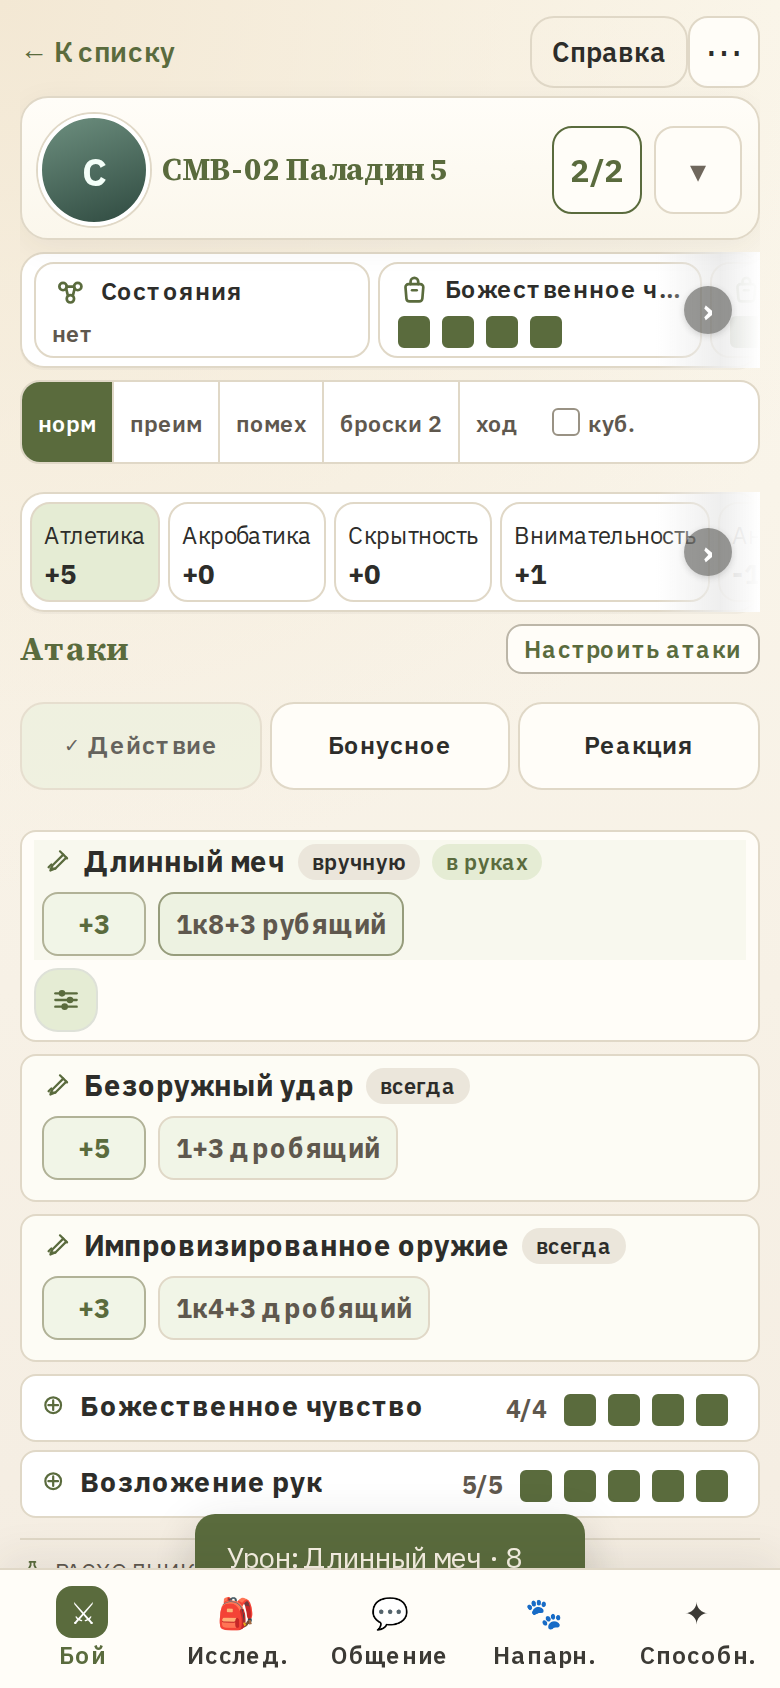 ← К списку
Справка
⋯
С
СМВ-02 Паладин 5
2/2
▼
Состояния
нет
Божественное ч…
›
норм
преим
помех
броски 2
ход
куб.
Атлетика
+5
Акробатика
+0
Скрытность
+0
Внимательность
+1
›
Атаки
Настроить атаки
✓ Действие
Бонусное
Реакция
Длинный меч вручную в руках
+3 1к8+3 рубящий
Безоружный удар всегда
+5 1+3 дробящий
Импровизированное оружие всегда
+3 1к4+3 дробящий
Божественное чувство 4/4
Возложение рук 5/5
Урон: Длинный меч · 8
Бой
Исслед.
Общение
Напарн.
Способн.